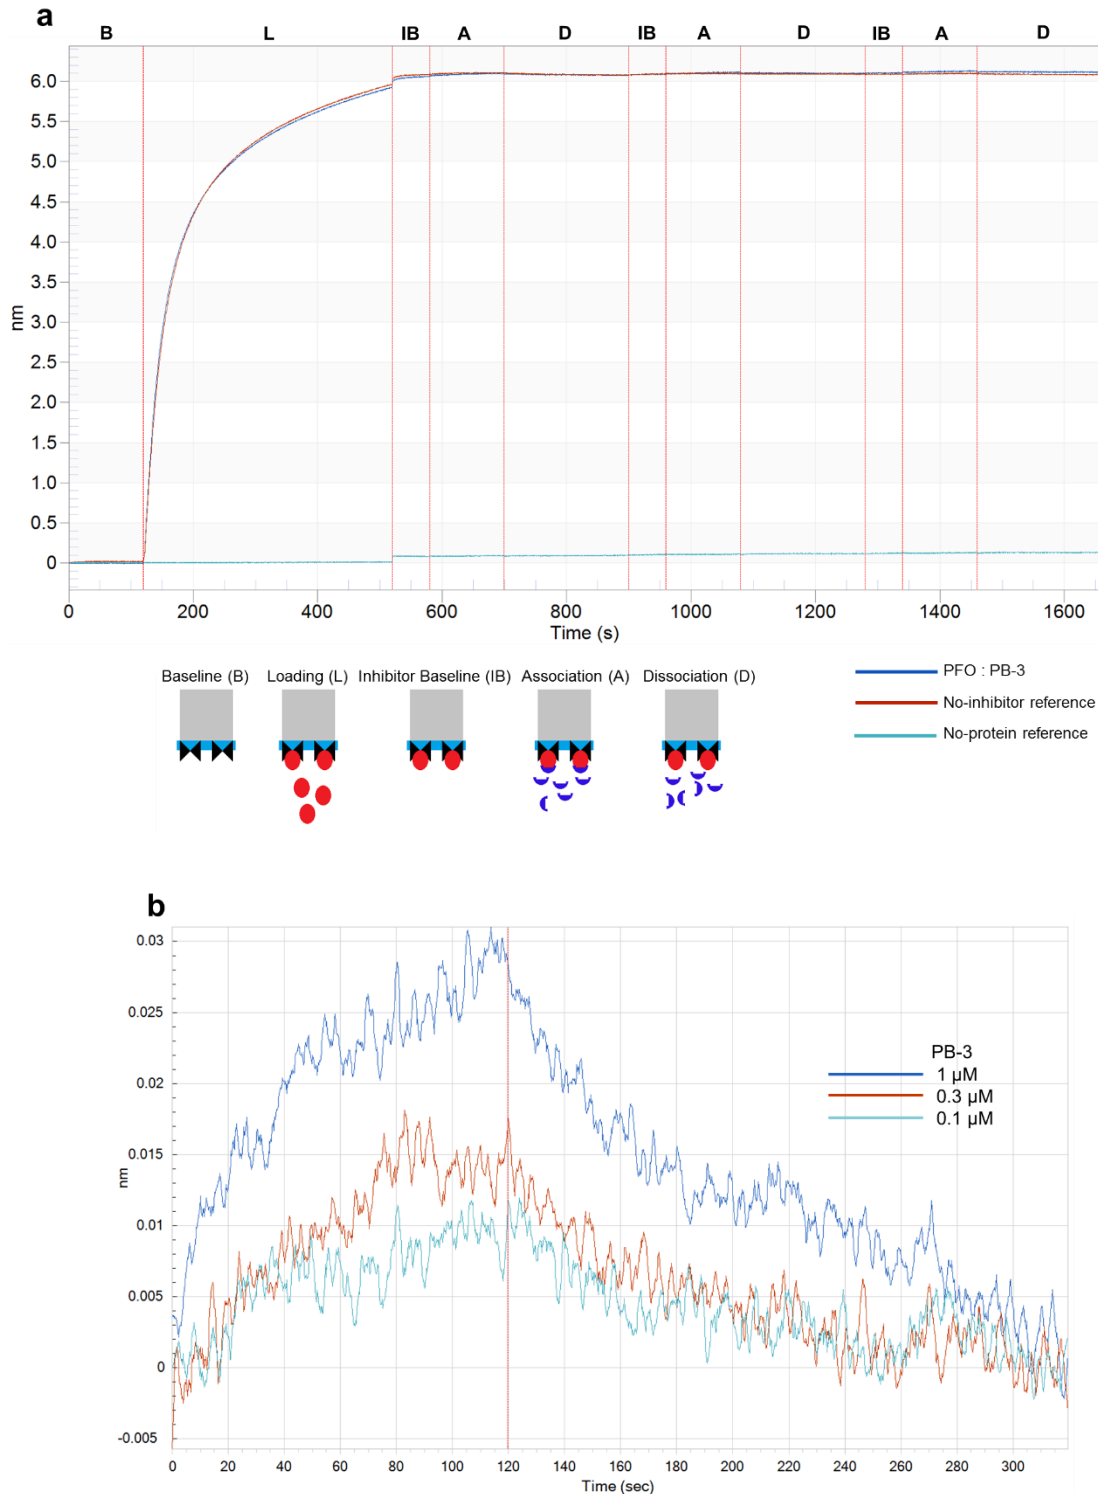 a
B L IB A D IB A D IB A D
6.0
5.5
5.0
4.5
4.0
3.5
3.0
2.5
2.0
1.5
1.0
0.5
0
nm
0 200 400 600 800 1000 1200 1400 1600
Time (s)
Baseline (B) Loading (L) Inhibitor Baseline (IB) Association (A) Dissociation (D)
PFO : PB-3
No-inhibitor reference
No-protein reference
b
0.03
0.025
0.02
0.015
0.01
0.005
0
-0.005
nm
PB-3
1 µM
0.3 µM
0.1 µM
0 20 40 60 80 100 120 140 160 180 200 220 240 260 280 300
Time (sec)